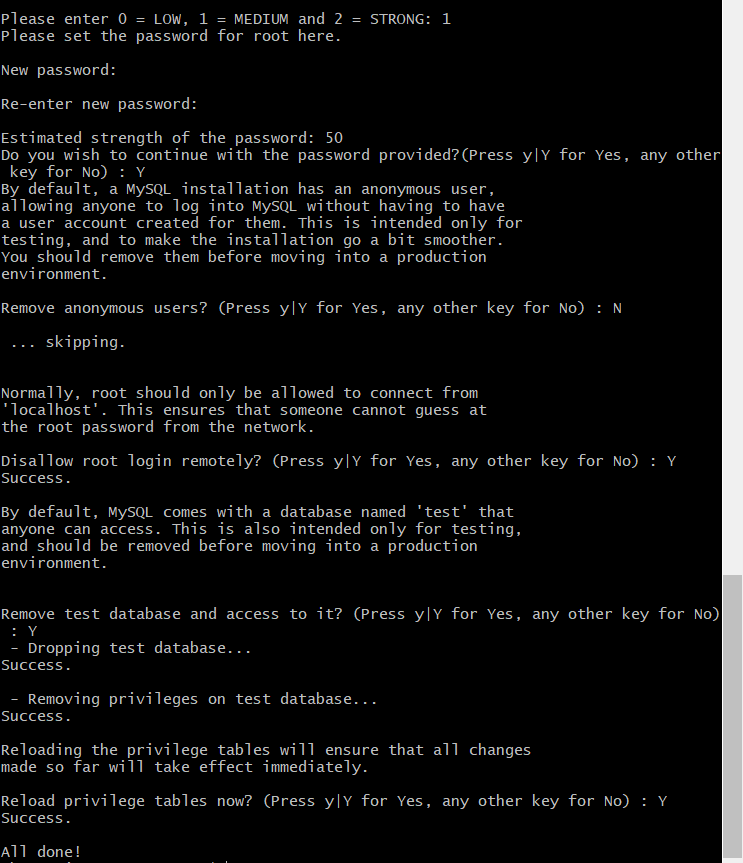 Please enter 0 = LOW, 1 = MEDIUM and 2 = STRONG: 1
Please set the password for root here.
New password:
Re-enter new password:
Estimated strength of the password: 50
Do you wish to continue with the password provided?(Press y|Y for Yes, any other
key for No) : Y
By default, a MySQL installation has an anonymous user,
allowing anyone to log into MySQL without having to have
a user account created for them. This is intended only for
testing, and to make the installation go a bit smoother.
You should remove them before moving into a production
environment.
Remove anonymous users? (Press y|Y for Yes, any other key for No) : N
... skipping.
Normally, root should only be allowed to connect from
'localhost'. This ensures that someone cannot guess at
the root password from the network.
Disallow root login remotely? (Press y|Y for Yes, any other key for No) : Y
Success.
By default, MySQL comes with a database named 'test' that
anyone can access. This is also intended only for testing,
and should be removed before moving into a production
environment.
Remove test database and access to it? (Press y|Y for Yes, any other key for No)
: Y
- Dropping test database...
Success.
- Removing privileges on test database...
Success.
Reloading the privilege tables will ensure that all changes
made so far will take effect immediately.
Reload privilege tables now? (Press y|Y for Yes, any other key for No) : Y
Success.
All done!